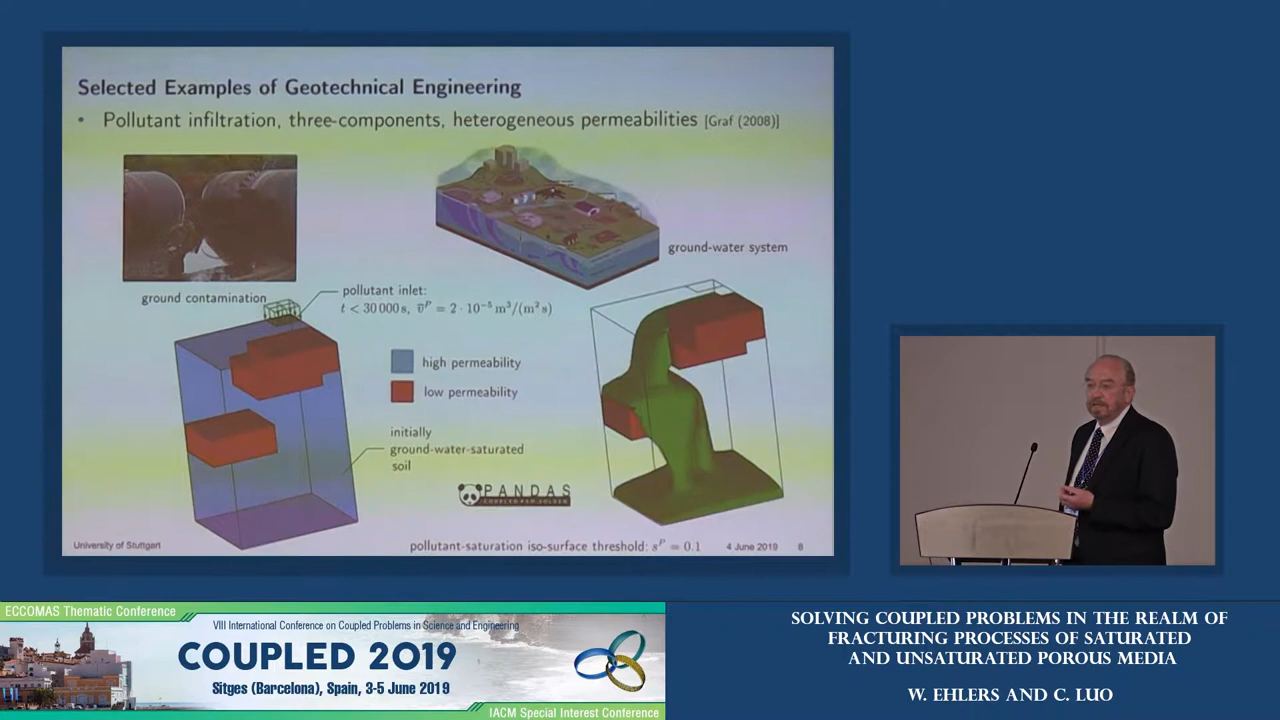 Selected Examples of Geotechnical Engineering
• Pollutant infiltration, three-components, heterogeneous permeabilities [Graf (2008)]
ground-water system
ground contamination
pollutant inlet:
t < 30 000 s, v̄ᴾ = 2 · 10⁻⁵ m³/(m² s)
high permeability
low permeability
initially
ground-water-saturated
soil
PANDAS
University of Stuttgart
pollutant-saturation iso-surface threshold: sᴾ = 0.1
4 June 2019 8
ECCOMAS Thematic Conference
VIII International Conference on Coupled Problems in Science and Engineering
COUPLED 2019
Sitges (Barcelona), Spain, 3-5 June 2019
IACM Special Interest Conference
SOLVING COUPLED PROBLEMS IN THE REALM OF
FRACTURING PROCESSES OF SATURATED
AND UNSATURATED POROUS MEDIA
W. EHLERS AND C. LUO